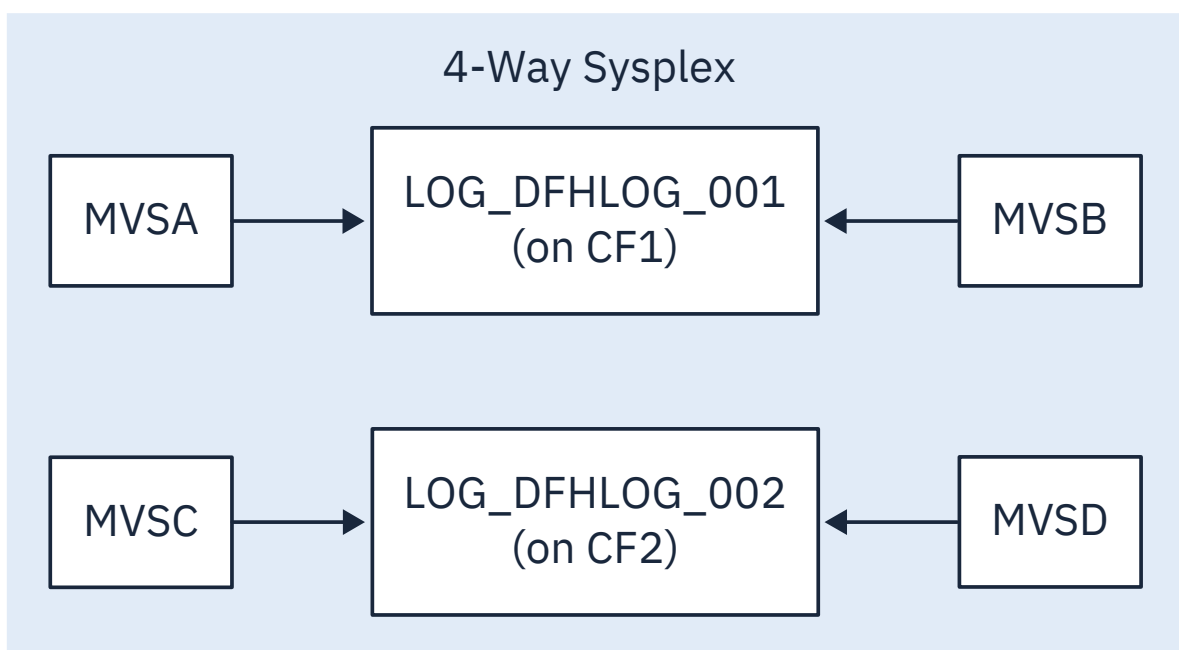 4-Way Sysplex
MVSA
LOG_DFHLOG_001
(on CF1)
MVSB
MVSC
LOG_DFHLOG_002
(on CF2)
MVSD